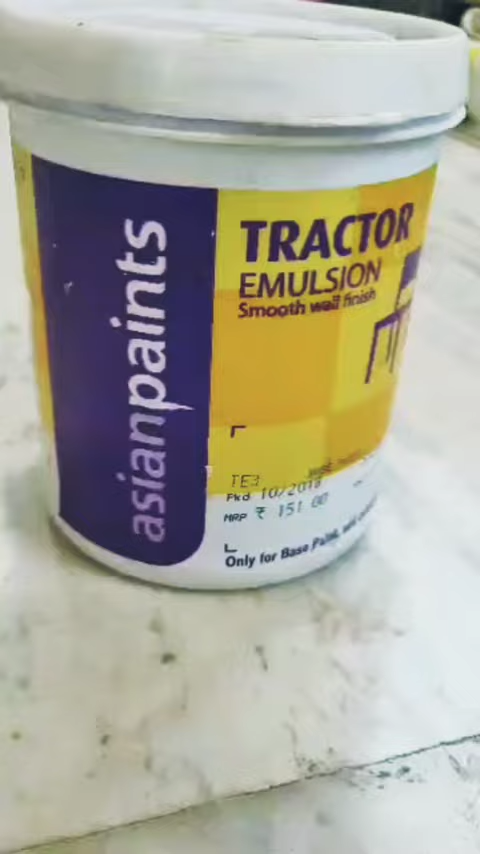 asianpaints
TRACTOR
EMULSION
Smooth wall finish
TE3
Pkd 10/2019
MRP ₹ 151 00
Only for Base Paint,